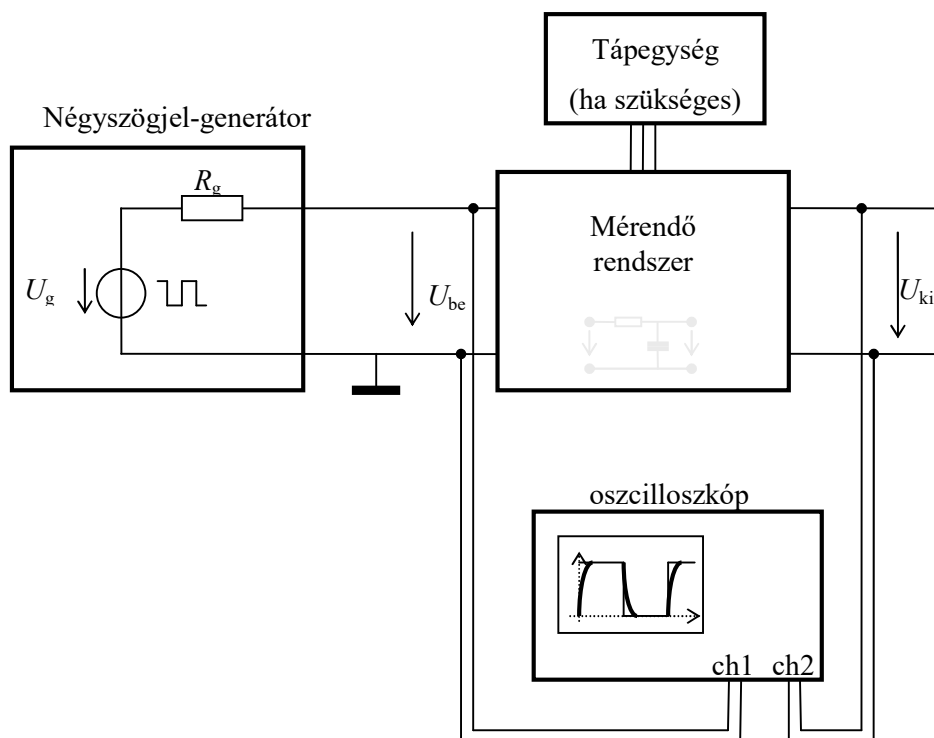 Tápegység
(ha szükséges)
Négyszögjel-generátor
Rg
Mérendő
rendszer
Ug
Ube
Uki
oszcilloszkóp
ch1 ch2